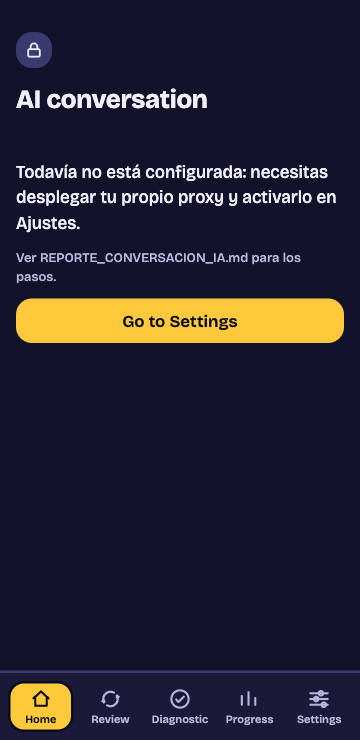 AI conversation
Todavía no está configurada: necesitas
desplegar tu propio proxy y activarlo en
Ajustes.
Ver REPORTE_CONVERSACION_IA.md para los
pasos.
Go to Settings
Home
Review
Diagnostic
Progress
Settings